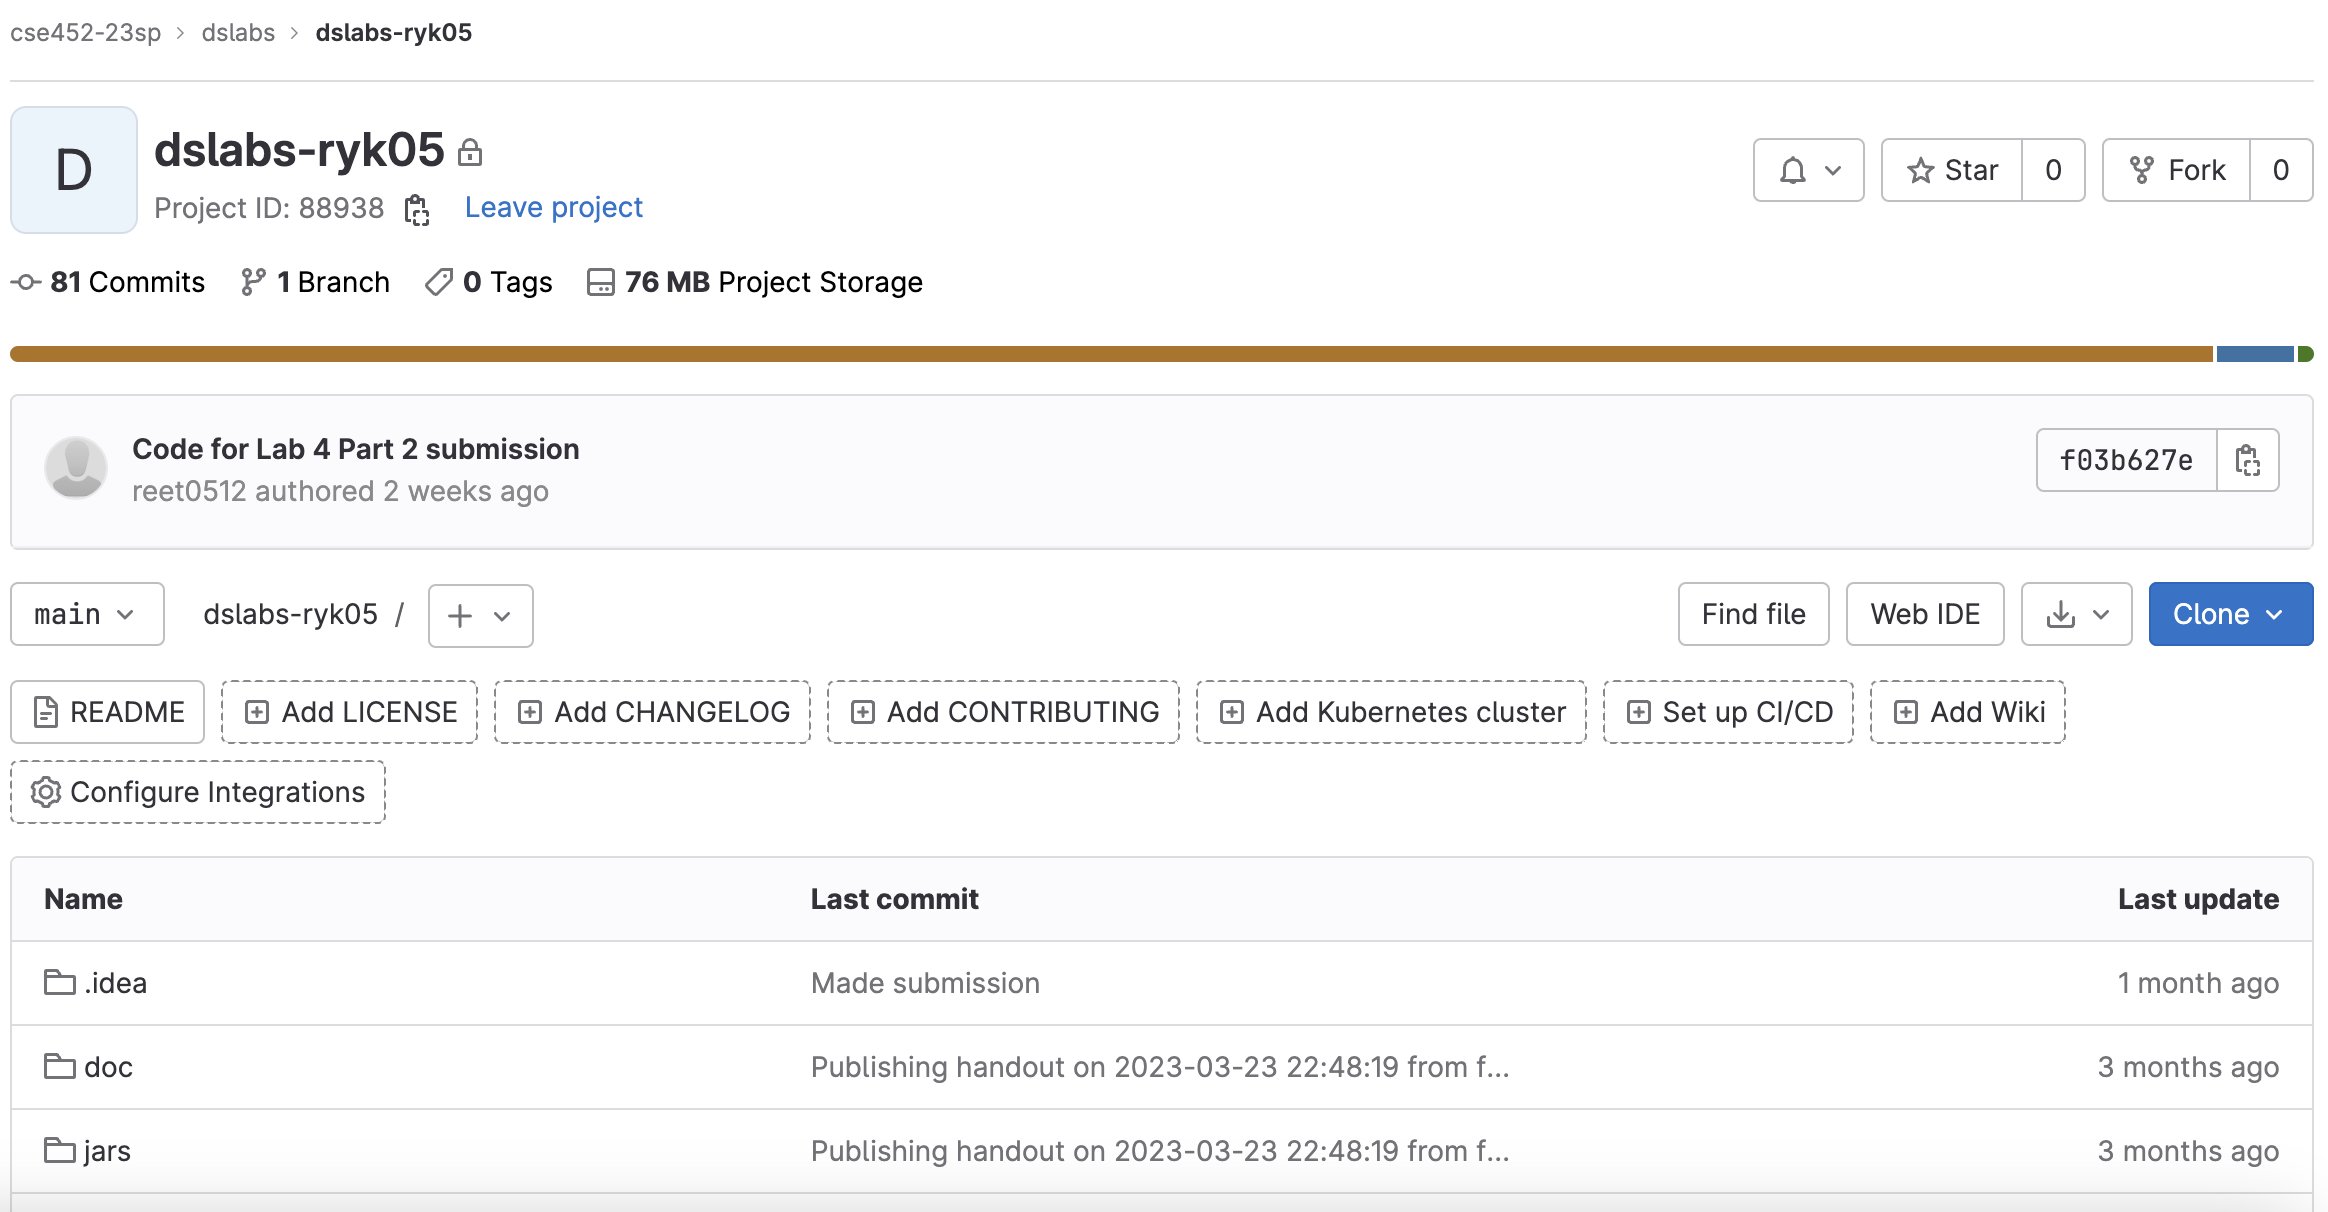 cse452-23sp > dslabs > dslabs-ryk05
D
dslabs-ryk05
Project ID: 88938 Leave project
Star 0 Fork 0
81 Commits 1 Branch 0 Tags 76 MB Project Storage
Code for Lab 4 Part 2 submission
reet0512 authored 2 weeks ago
f03b627e
main dslabs-ryk05 / + Find file Web IDE Clone
README Add LICENSE Add CHANGELOG Add CONTRIBUTING Add Kubernetes cluster Set up CI/CD Add Wiki
Configure Integrations
Name Last commit Last update
.idea Made submission 1 month ago
doc Publishing handout on 2023-03-23 22:48:19 from f... 3 months ago
jars Publishing handout on 2023-03-23 22:48:19 from f... 3 months ago